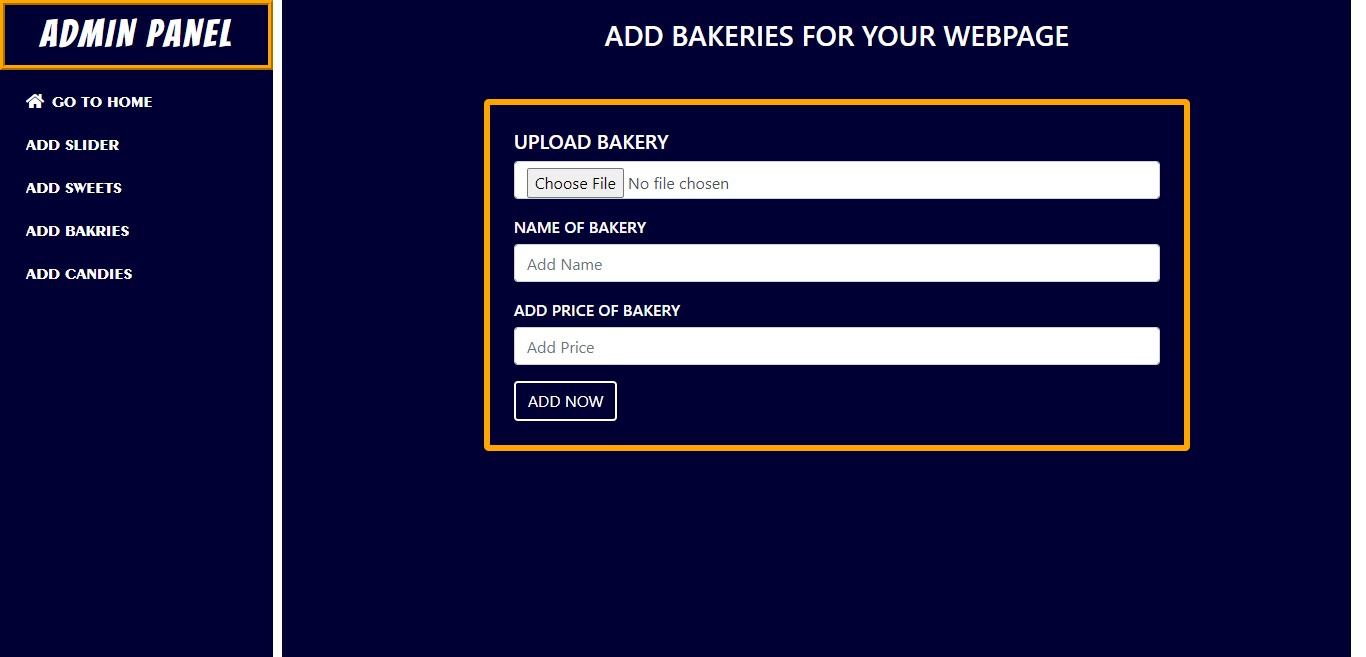 ADMIN PANEL
GO TO HOME
ADD SLIDER
ADD SWEETS
ADD BAKRIES
ADD CANDIES
ADD BAKERIES FOR YOUR WEBPAGE
UPLOAD BAKERY
Choose File No file chosen
NAME OF BAKERY
Add Name
ADD PRICE OF BAKERY
Add Price
ADD NOW